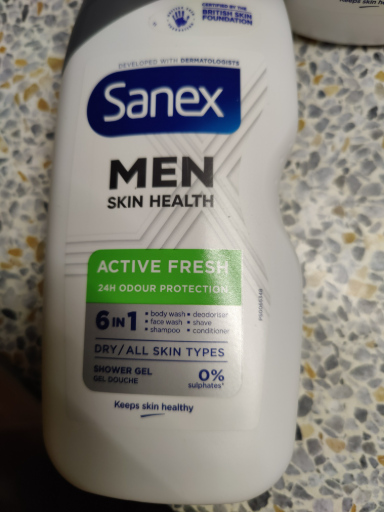 CERTIFIED BY THE
BRITISH SKIN
FOUNDATION
DEVELOPED WITH DERMATOLOGISTS
Sanex
MEN
SKIN HEALTH
ACTIVE FRESH
24H ODOUR PROTECTION
6 IN 1
• body wash • deodoriser
• face wash • shave
• shampoo • conditioner
DRY/ALL SKIN TYPES
SHOWER GEL
GEL DOUCHE
0%
sulphates*
Keeps skin healthy